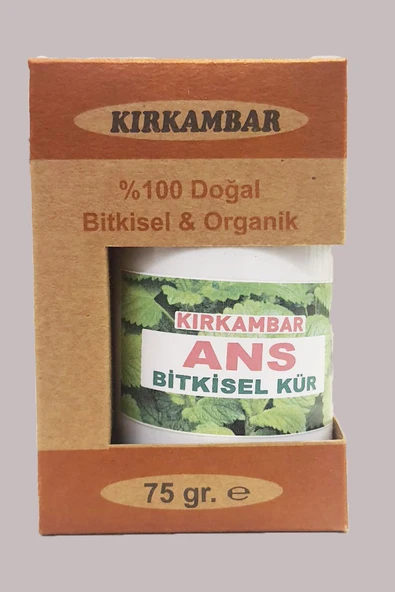 KIRKAMBAR
%100 Doğal
Bitkisel & Organik
KIRKAMBAR
ANS
BİTKİSEL KÜR
75 gr. ℮